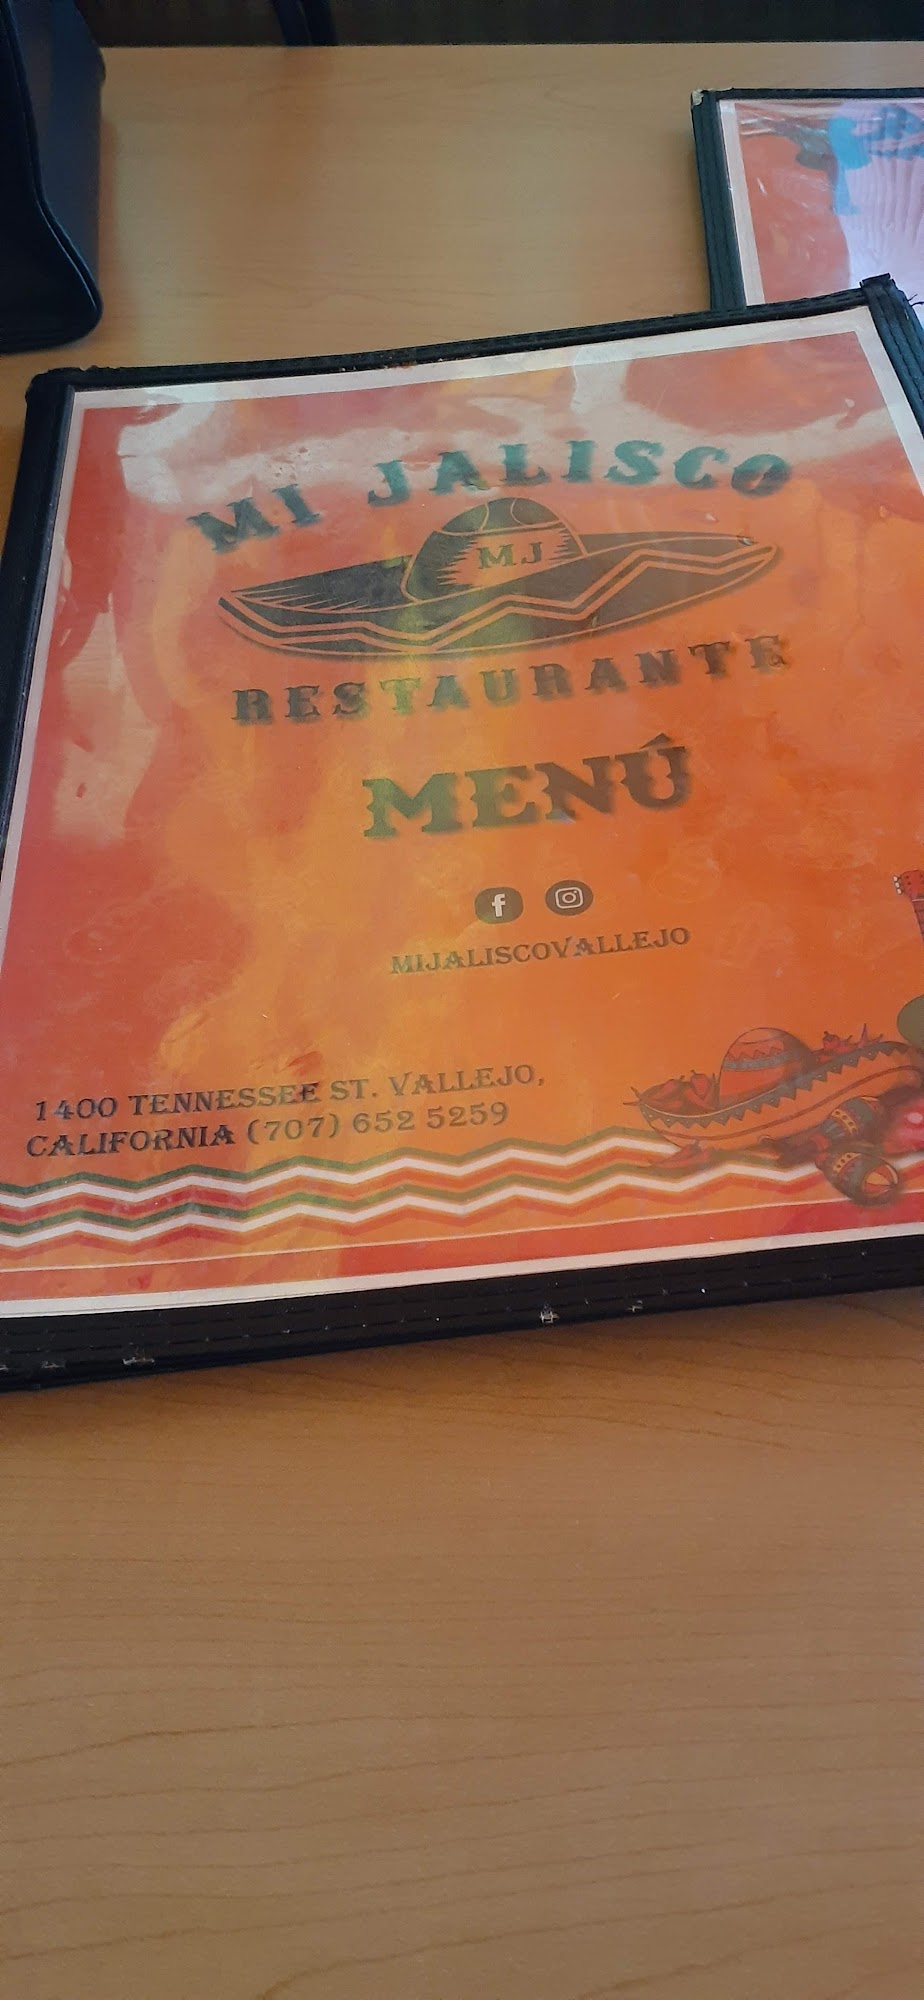 MI JALISCO
MJ
RESTAURANTE
MENÚ
MIJALISCOVALLEJO
1400 TENNESSEE ST. VALLEJO,
CALIFORNIA (707) 652 5259